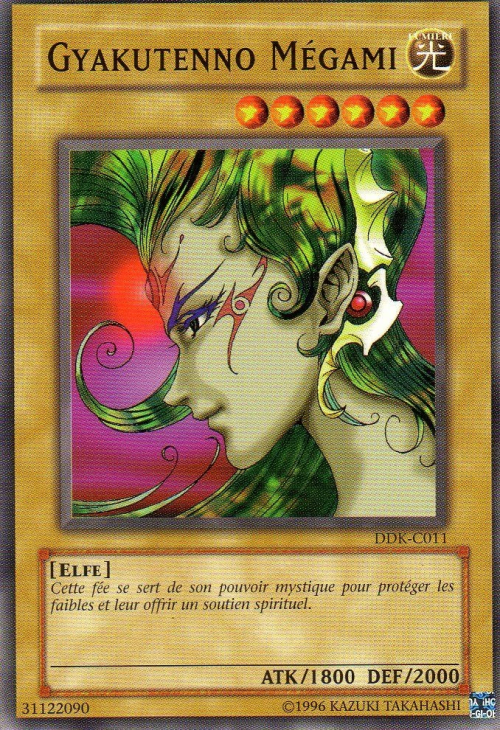 GYAKUTENNO MÉGAMI
LUMIERE
光
DDK-C011
[ELFE]
Cette fée se sert de son pouvoir mystique pour protéger les
faibles et leur offrir un soutien spirituel.
ATK/1800 DEF/2000
31122090
©1996 KAZUKI TAKAHASHI